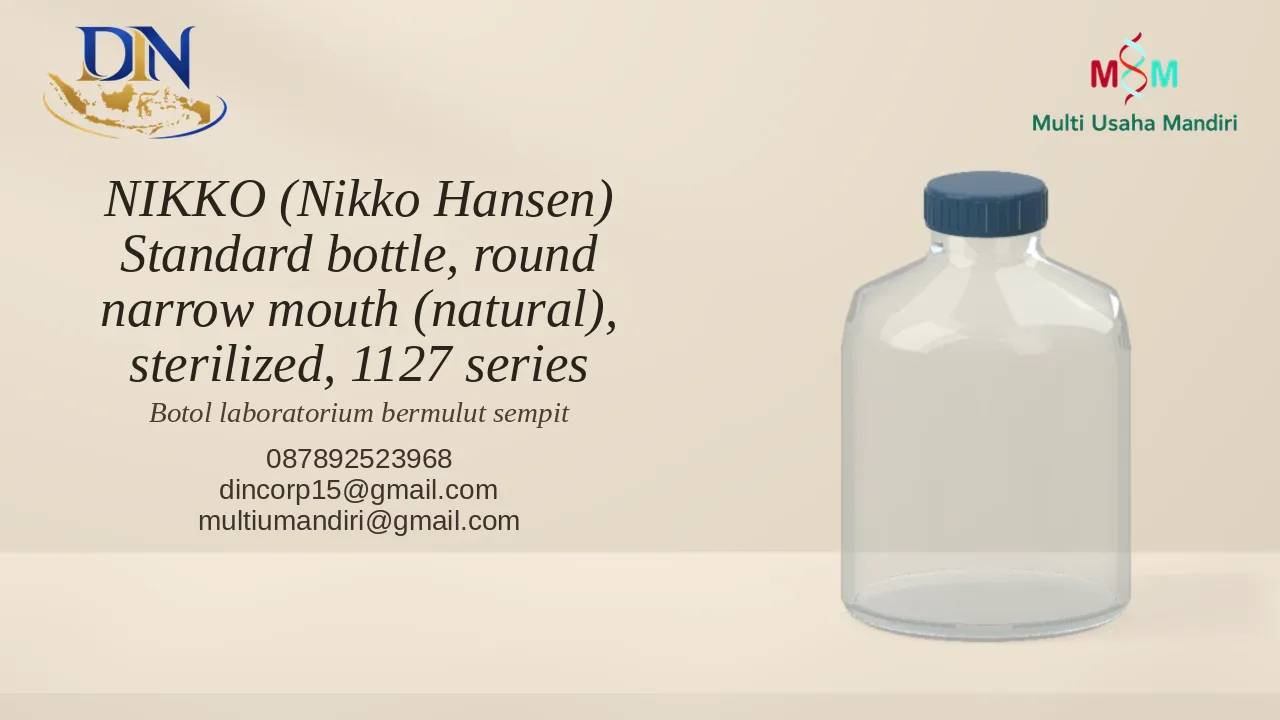 DIN
MSM
Multi Usaha Mandiri
NIKKO (Nikko Hansen)
Standard bottle, round
narrow mouth (natural),
sterilized, 1127 series
Botol laboratorium bermulut sempit
087892523968
dincorp15@gmail.com
multiumandiri@gmail.com